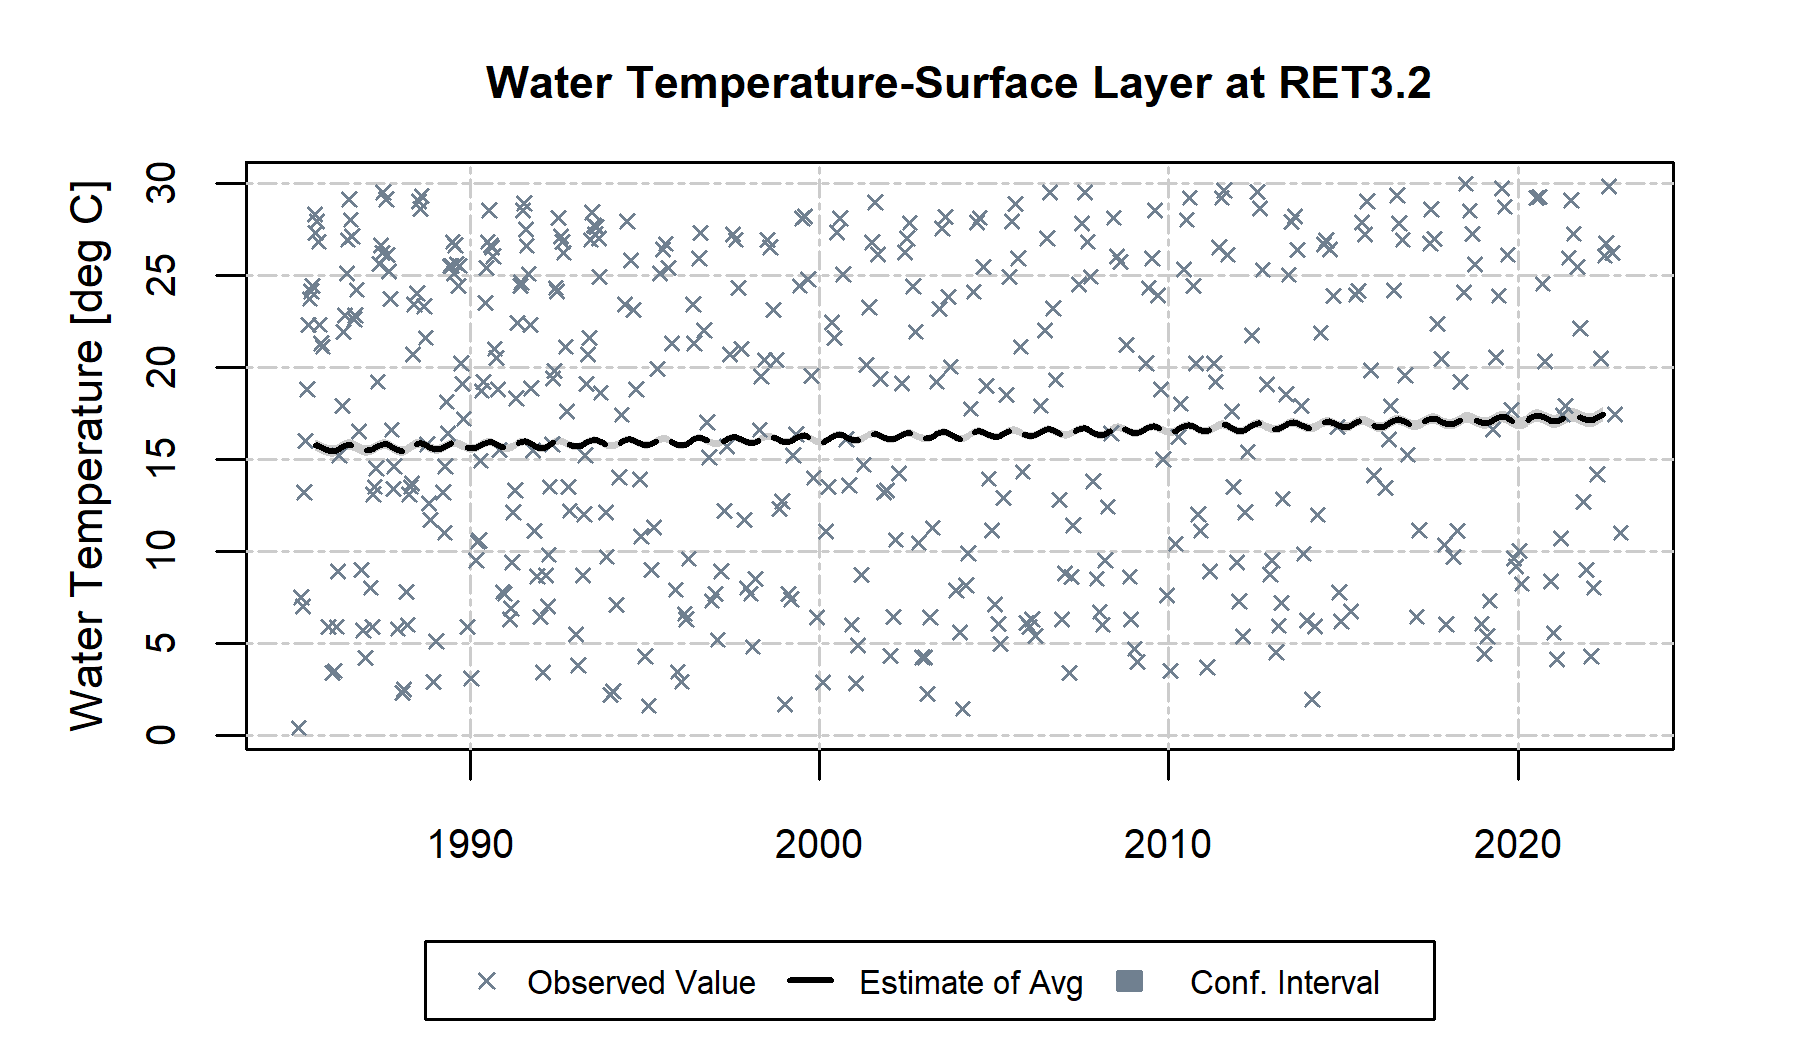 Water Temperature-Surface Layer at RET3.2
Water Temperature [deg C]
30
25
20
15
10
5
0
1990 2000 2010 2020
Observed Value Estimate of Avg Conf. Interval